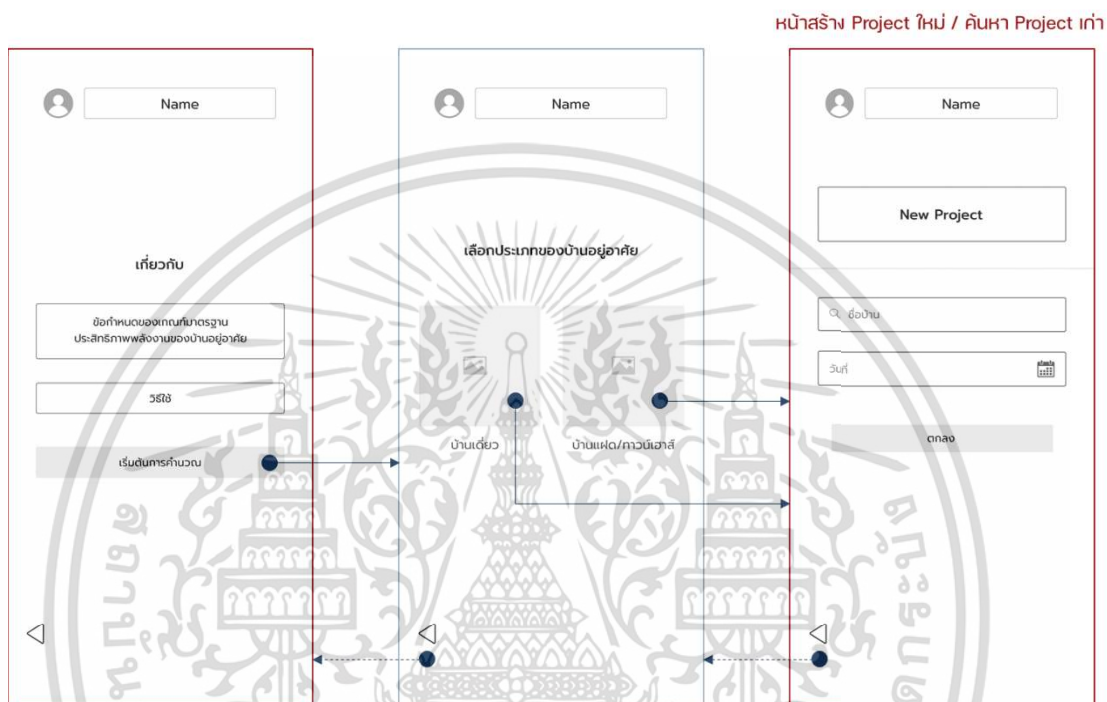 หน้าสร้าง Project ใหม่ / ค้นหา Project เก่า
Name
เกี่ยวกับ
ข้อกำหนดของเกณฑ์มาตรฐาน
ประสิทธิภาพพลังงานของบ้านอยู่อาศัย
วิธีใช้
เริ่มต้นการคำนวณ
Name
เลือกประเภทของบ้านอยู่อาศัย
บ้านเดี่ยว
บ้านแฝด/ทาวน์เฮาส์
Name
New Project
ชื่อบ้าน
วันที่
ตกลง